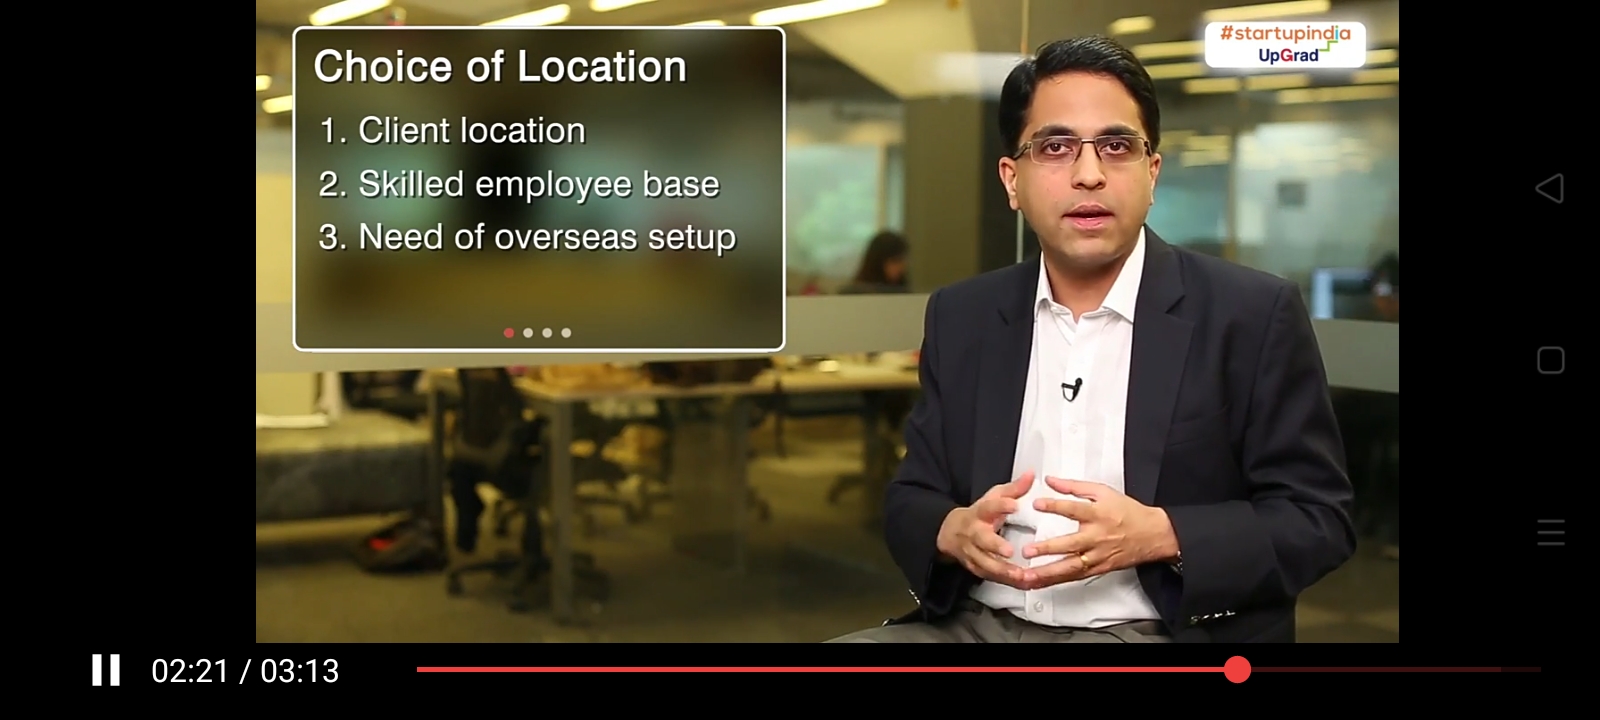 Choice of Location
1. Client location
2. Skilled employee base
3. Need of overseas setup
#startupindia
UpGrad
02:21 / 03:13